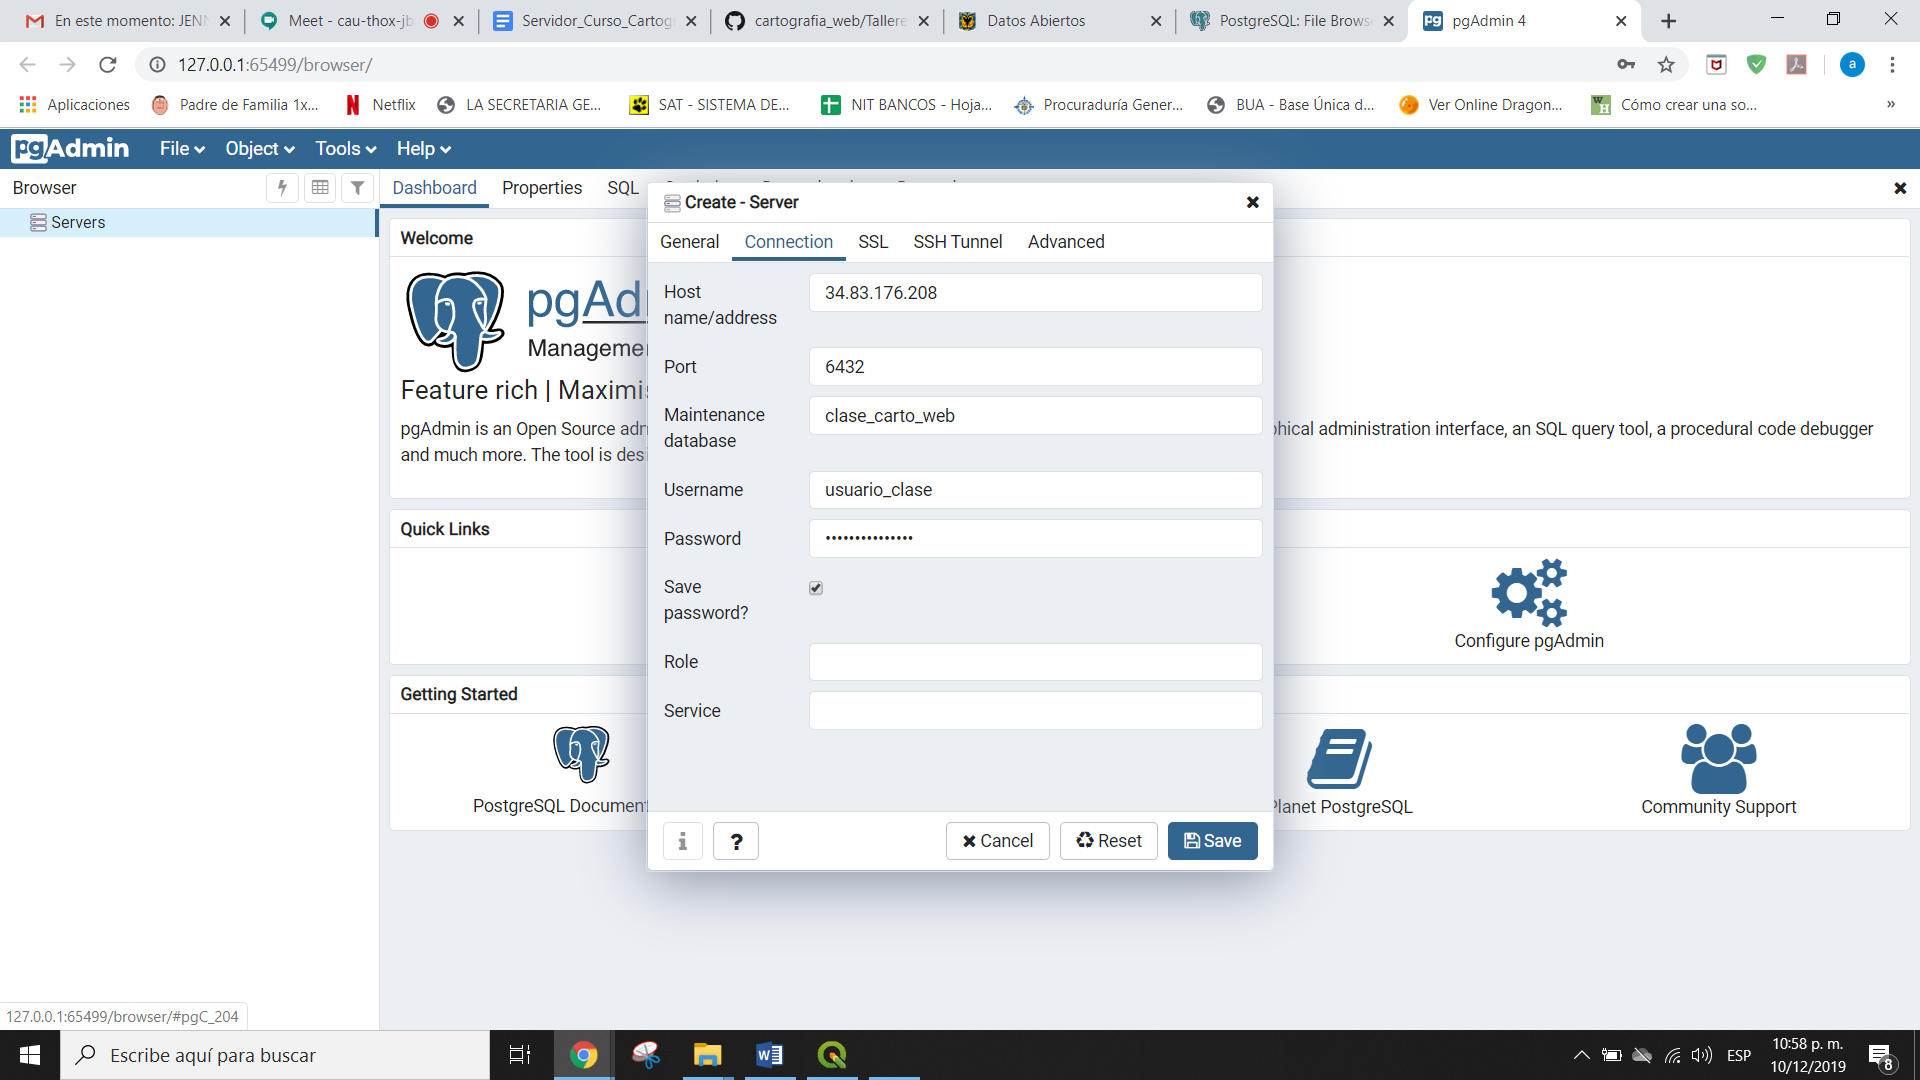 En este momento: JENN
Meet - cau-thox-jb
Servidor_Curso_Cartog
cartografia_web/Tallere
Datos Abiertos
PostgreSQL: File Browse
pgAdmin 4
127.0.0.1:65499/browser/
a
Aplicaciones
Padre de Familia 1x...
Netflix
LA SECRETARIA GE...
SAT - SISTEMA DE...
NIT BANCOS - Hoja...
Procuraduría Gener...
BUA - Base Única d...
Ver Online Dragon...
Cómo crear una so...
»
pgAdmin
File
Object
Tools
Help
Browser
Dashboard
Properties
SQL
Servers
Create - Server
General
Connection
SSL
SSH Tunnel
Advanced
Host name/address
34.83.176.208
Port
6432
Maintenance database
clase_carto_web
Username
usuario_clase
Password
Save password?
Role
Service
? Cancel Reset Save
Welcome
pgAd
Manageme
Feature rich | Maximis
pgAdmin is an Open Source adm
hical administration interface, an SQL query tool, a procedural code debugger
and much more. The tool is desi
Quick Links
Configure pgAdmin
Getting Started
PostgreSQL Document
Planet PostgreSQL
Community Support
127.0.0.1:65499/browser/#pgC_204
Escribe aquí para buscar
ESP
10:58 p. m.
10/12/2019
8